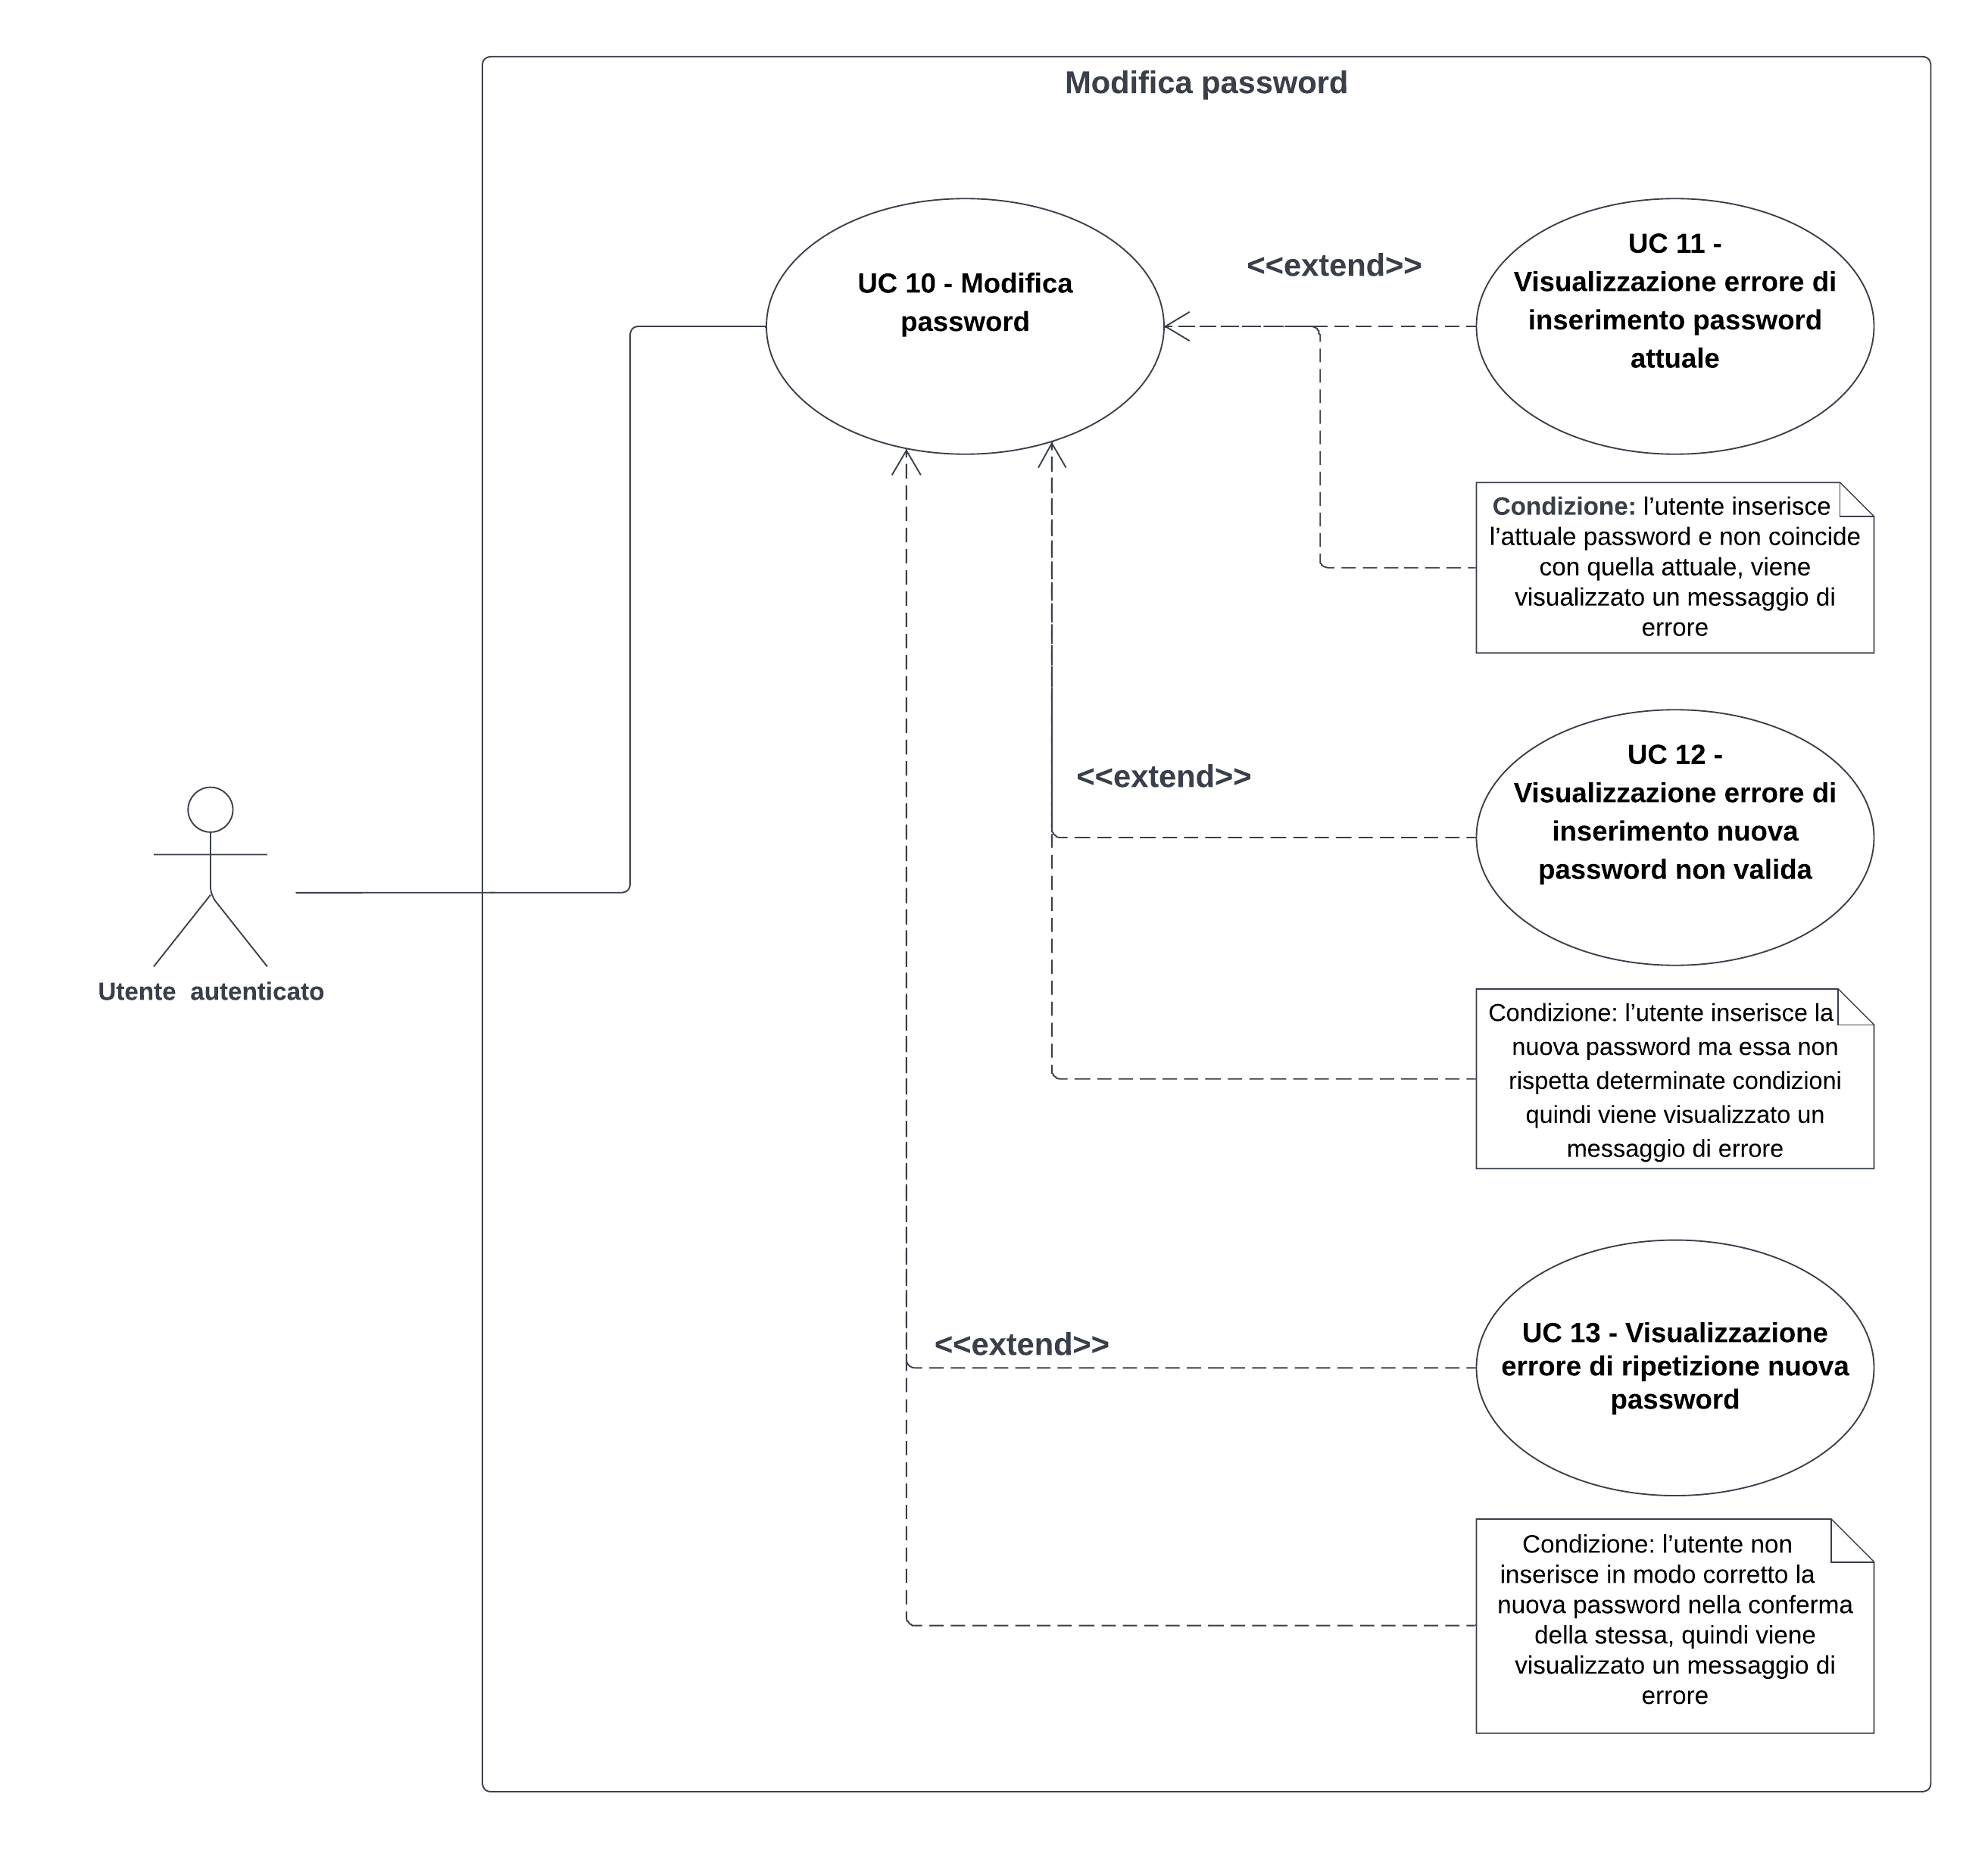 Modifica password
UC 10 - Modifica
password
<<extend>>
UC 11 -
Visualizzazione errore di
inserimento password
attuale
Condizione: l’utente inserisce
l’attuale password e non coincide
con quella attuale, viene
visualizzato un messaggio di
errore
<<extend>>
UC 12 -
Visualizzazione errore di
inserimento nuova
password non valida
Utente  autenticato
Condizione: l’utente inserisce la
nuova password ma essa non
rispetta determinate condizioni
quindi viene visualizzato un
messaggio di errore
<<extend>>
UC 13 - Visualizzazione
errore di ripetizione nuova
password
Condizione: l’utente non
inserisce in modo corretto la
nuova password nella conferma
della stessa, quindi viene
visualizzato un messaggio di
errore